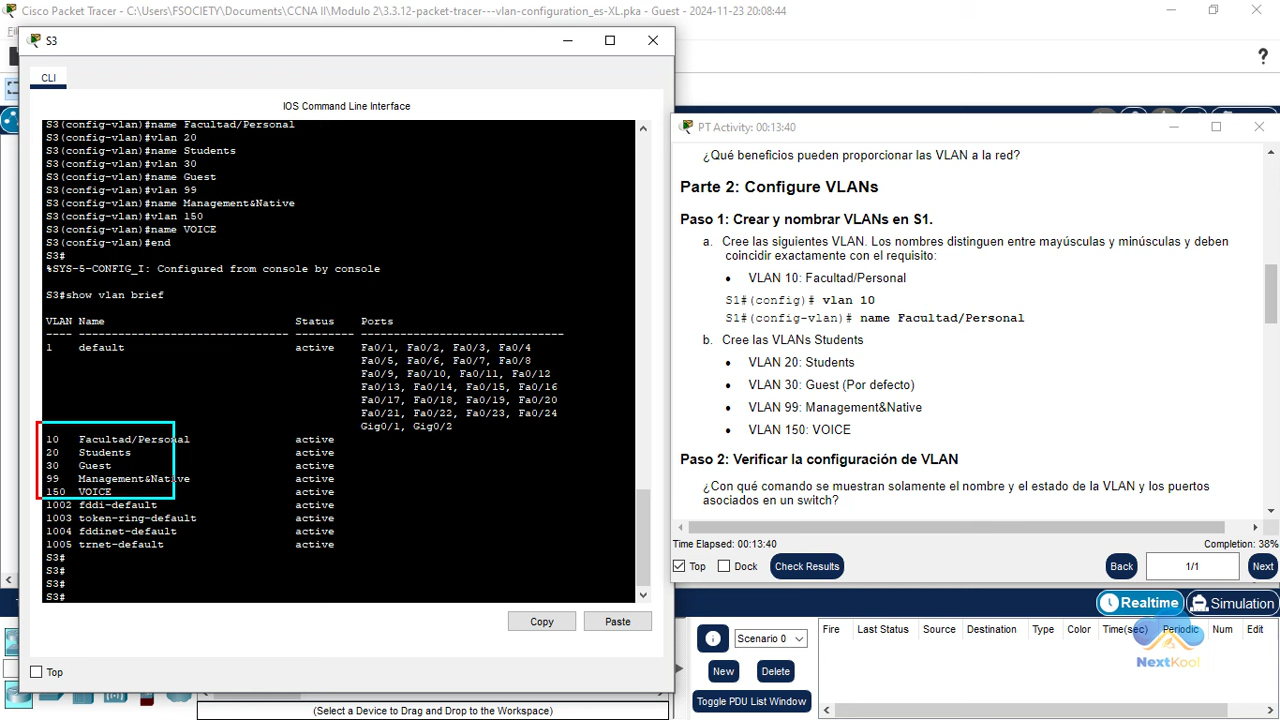 Cisco Packet Tracer - C:\Users\FSOCIETY\Documents\CCNA II\Modulo 2\3.3.12-packet-tracer---vlan-configuration_es-XL.pka - Guest - 2024-11-23 20:08:44
S3
CLI
IOS Command Line Interface
S3(config-vlan)#name Facultad/Personal
S3(config-vlan)#vlan 20
S3(config-vlan)#name Students
S3(config-vlan)#vlan 30
S3(config-vlan)#name Guest
S3(config-vlan)#vlan 99
S3(config-vlan)#name Management&Native
S3(config-vlan)#vlan 150
S3(config-vlan)#name VOICE
S3(config-vlan)#end
S3#
%SYS-5-CONFIG_I: Configured from console by console
S3#show vlan brief
VLAN Name Status Ports
---- -------------------------------- --------- -------------------------------
1 default active Fa0/1, Fa0/2, Fa0/3, Fa0/4
Fa0/5, Fa0/6, Fa0/7, Fa0/8
Fa0/9, Fa0/10, Fa0/11, Fa0/12
Fa0/13, Fa0/14, Fa0/15, Fa0/16
Fa0/17, Fa0/18, Fa0/19, Fa0/20
Fa0/21, Fa0/22, Fa0/23, Fa0/24
Gig0/1, Gig0/2
10 Facultad/Personal active
20 Students active
30 Guest active
99 Management&Native active
150 VOICE active
1002 fddi-default active
1003 token-ring-default active
1004 fddinet-default active
1005 trnet-default active
S3#
S3#
S3#
S3#
Copy Paste
Top
PT Activity: 00:13:40
¿Qué beneficios pueden proporcionar las VLAN a la red?
Parte 2: Configure VLANs
Paso 1: Crear y nombrar VLANs en S1.
a. Cree las siguientes VLAN. Los nombres distinguen entre mayúsculas y minúsculas y deben
coincidir exactamente con el requisito:
• VLAN 10: Facultad/Personal
S1#(config)# vlan 10
S1#(config-vlan)# name Facultad/Personal
b. Cree las VLANs Students
• VLAN 20: Students
• VLAN 30: Guest (Por defecto)
• VLAN 99: Management&Native
• VLAN 150: VOICE
Paso 2: Verificar la configuración de VLAN
¿Con qué comando se muestran solamente el nombre y el estado de la VLAN y los puertos
asociados en un switch?
Time Elapsed: 00:13:40 Completion: 38%
Top Dock Check Results Back 1/1 Next
Realtime Simulation
Scenario 0 Fire Last Status Source Destination Type Color Time(sec) Periodic Num Edit
New Delete
NextKool
Toggle PDU List Window
(Select a Device to Drag and Drop to the Workspace)